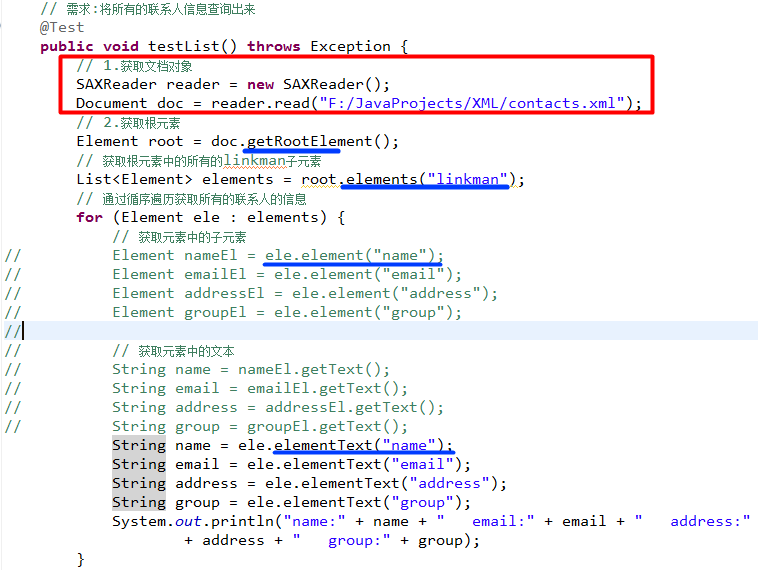 // 需求:将所有的联系人信息查询出来
@Test
public void testList() throws Exception {
// 1.获取文档对象
SAXReader reader = new SAXReader();
Document doc = reader.read("F:/JavaProjects/XML/contacts.xml");
// 2.获取根元素
Element root = doc.getRootElement();
// 获取根元素中的所有的linkman子元素
List<Element> elements = root.elements("linkman");
// 通过循序遍历获取所有的联系人的信息
for (Element ele : elements) {
// 获取元素中的子元素
// Element nameEl = ele.element("name");
// Element emailEl = ele.element("email");
// Element addressEl = ele.element("address");
// Element groupEl = ele.element("group");
//
// // 获取元素中的文本
// String name = nameEl.getText();
// String email = emailEl.getText();
// String address = addressEl.getText();
// String group = groupEl.getText();
String name = ele.elementText("name");
String email = ele.elementText("email");
String address = ele.elementText("address");
String group = ele.elementText("group");
System.out.println("name:" + name + "   email:" + email + "   address:"
+ address + "   group:" + group);
}